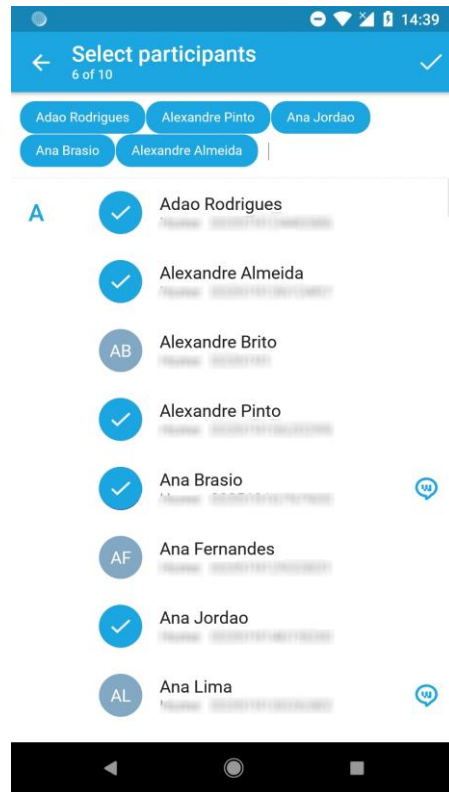 14:39
Select participants
6 of 10
Adao Rodrigues Alexandre Pinto Ana Jordao
Ana Brasio Alexandre Almeida
A
Adao Rodrigues
Alexandre Almeida
AB
Alexandre Brito
Alexandre Pinto
Ana Brasio
AF
Ana Fernandes
Ana Jordao
AL
Ana Lima